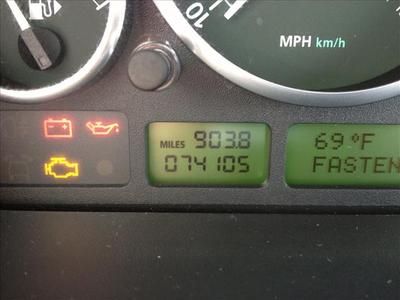 10
MPH km/h
MILES 903.8
074105
69°F
FASTEN